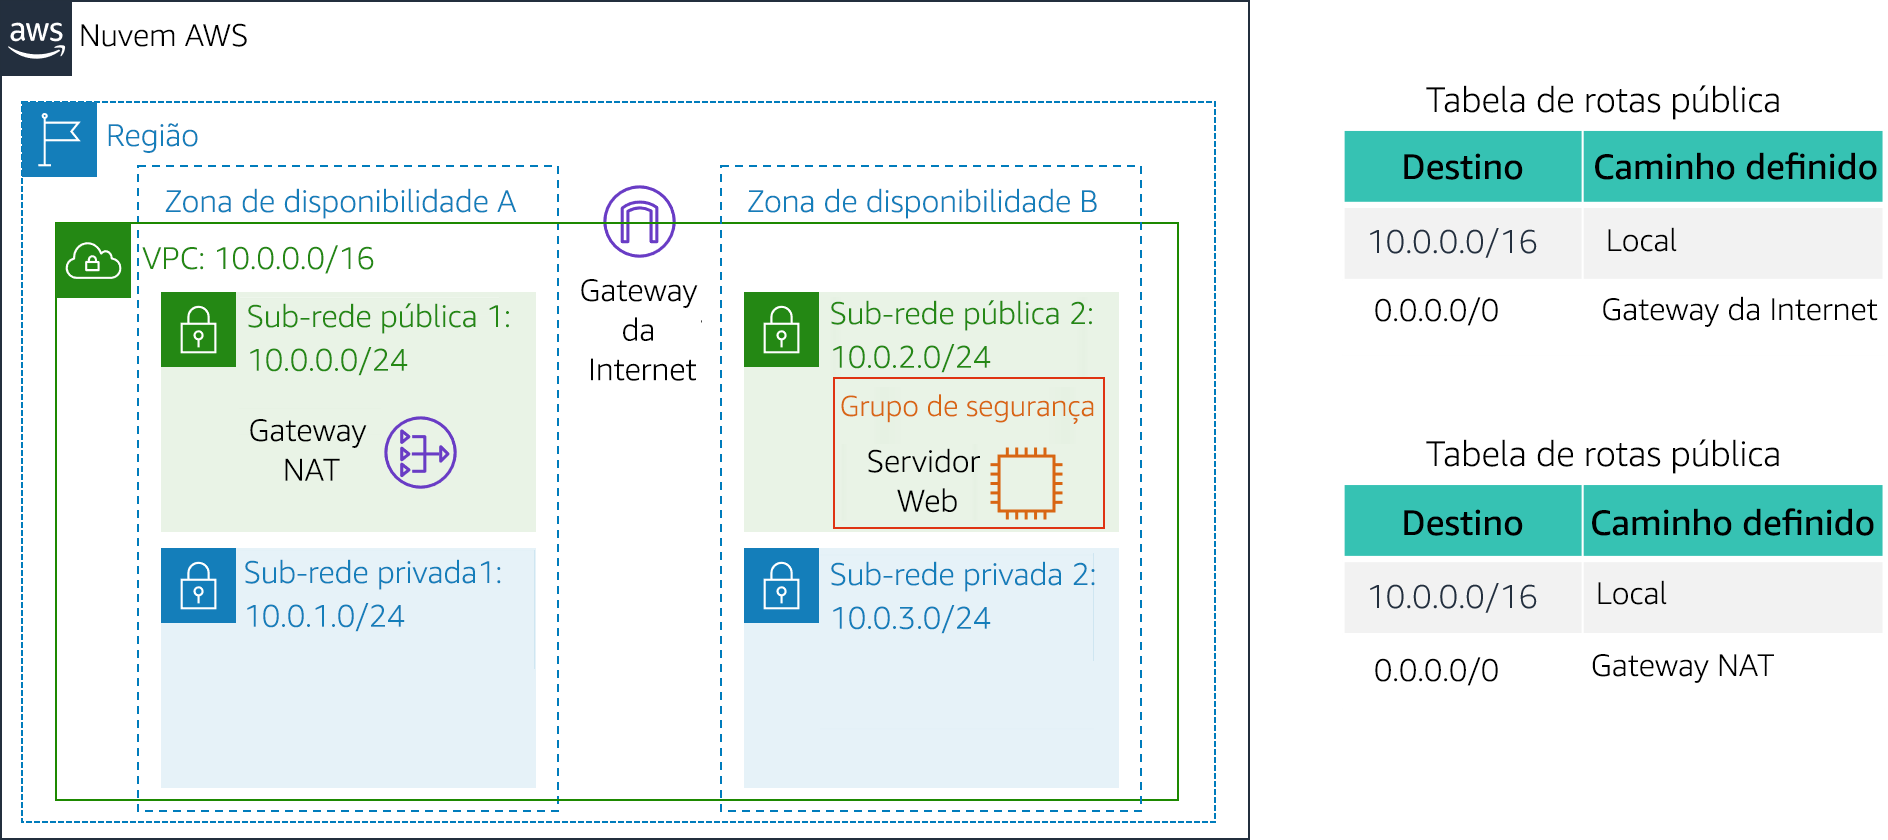 aws
Nuvem AWS
Região
Zona de disponibilidade A
Zona de disponibilidade B
VPC: 10.0.0.0/16
Gateway
da
Internet
Sub-rede pública 1:
10.0.0.0/24
Gateway
NAT
Sub-rede pública 2:
10.0.2.0/24
Grupo de segurança
Servidor
Web
Sub-rede privada1:
10.0.1.0/24
Sub-rede privada 2:
10.0.3.0/24
Tabela de rotas pública
Destino Caminho definido
10.0.0.0/16 Local
0.0.0.0/0 Gateway da Internet
Tabela de rotas pública
Destino Caminho definido
10.0.0.0/16 Local
0.0.0.0/0 Gateway NAT